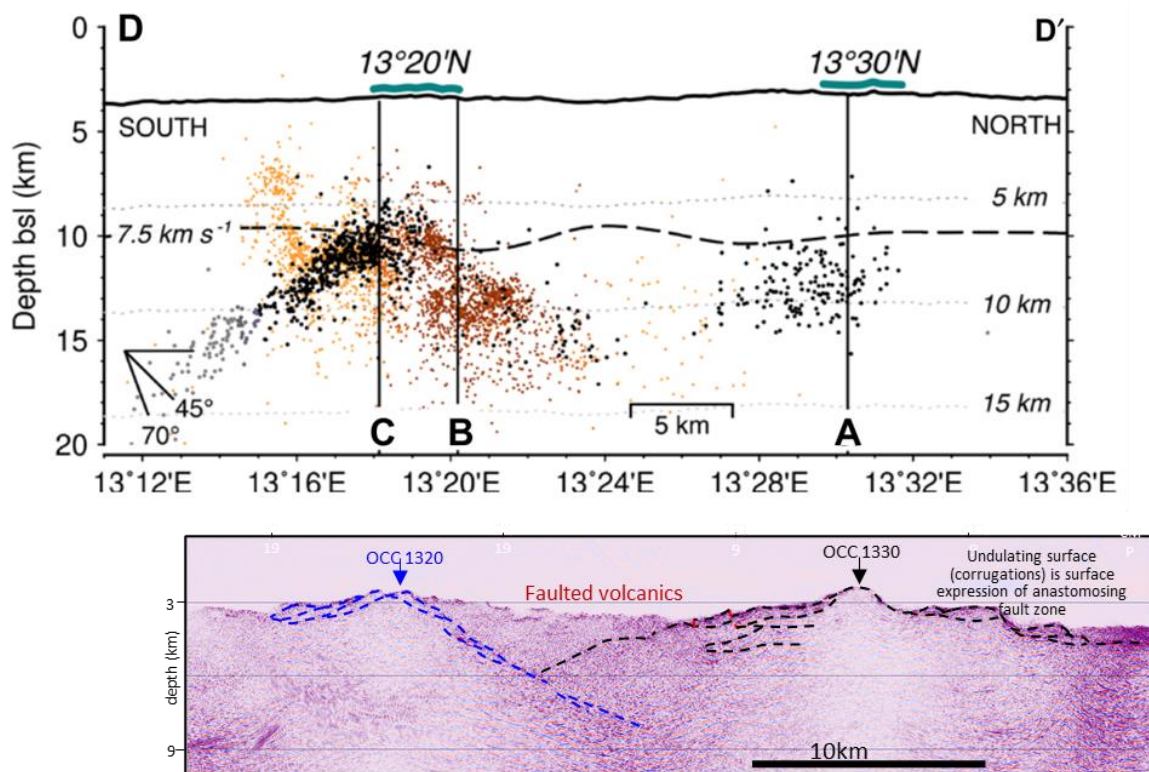 0
D
D'
13°20'N
13°30'N
5
SOUTH
NORTH
5 km
7.5 km s⁻¹
10
10 km
15
45°
70°
5 km
15 km
20
C
B
A
13°12'E
13°16'E
13°20'E
13°24'E
13°28'E
13°32'E
13°36'E
Depth bsl (km)
19
19
9
P
OCC 1320
OCC 1330
Undulating surface
(corrugations) is surface
expression of anastomosing
fault zone
Faulted volcanics
3
depth (km)
9
10km